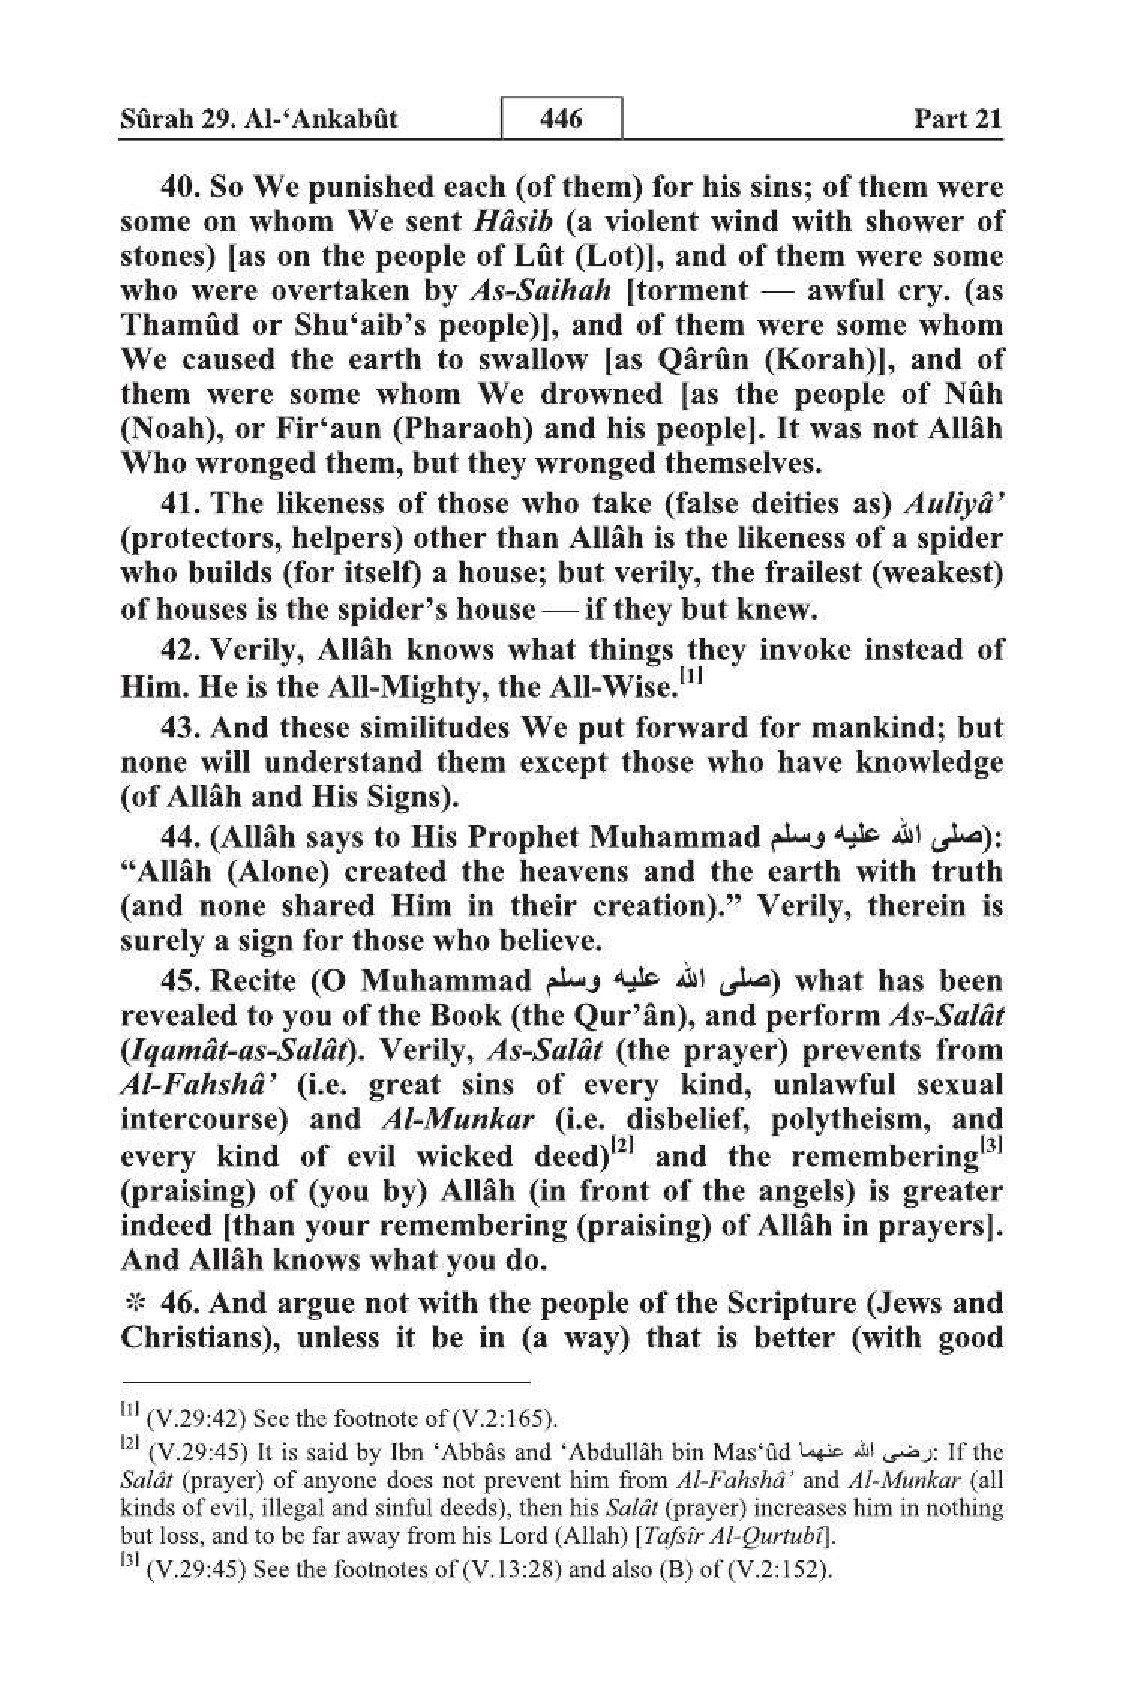 Sûrah 29. Al-‘Ankabût 446 Part 21
40. So We punished each (of them) for his sins; of them were
some on whom We sent Hâsib (a violent wind with shower of
stones) [as on the people of Lût (Lot)], and of them were some
who were overtaken by As-Saihah [torment — awful cry. (as
Thamûd or Shu‘aib’s people)], and of them were some whom
We caused the earth to swallow [as Qârûn (Korah)], and of
them were some whom We drowned [as the people of Nûh
(Noah), or Fir‘aun (Pharaoh) and his people]. It was not Allâh
Who wronged them, but they wronged themselves.
41. The likeness of those who take (false deities as) Auliyâ’
(protectors, helpers) other than Allâh is the likeness of a spider
who builds (for itself) a house; but verily, the frailest (weakest)
of houses is the spider’s house — if they but knew.
42. Verily, Allâh knows what things they invoke instead of
Him. He is the All-Mighty, the All-Wise.[1]
43. And these similitudes We put forward for mankind; but
none will understand them except those who have knowledge
(of Allâh and His Signs).
44. (Allâh says to His Prophet Muhammad صلى الله عليه وسلم):
“Allâh (Alone) created the heavens and the earth with truth
(and none shared Him in their creation).” Verily, therein is
surely a sign for those who believe.
45. Recite (O Muhammad صلى الله عليه وسلم) what has been
revealed to you of the Book (the Qur’ân), and perform As-Salât
(Iqamât-as-Salât). Verily, As-Salât (the prayer) prevents from
Al-Fahshâ’ (i.e. great sins of every kind, unlawful sexual
intercourse) and Al-Munkar (i.e. disbelief, polytheism, and
every kind of evil wicked deed)[2] and the remembering[3]
(praising) of (you by) Allâh (in front of the angels) is greater
indeed [than your remembering (praising) of Allâh in prayers].
And Allâh knows what you do.
❊ 46. And argue not with the people of the Scripture (Jews and
Christians), unless it be in (a way) that is better (with good
[1] (V.29:42) See the footnote of (V.2:165).
[2] (V.29:45) It is said by Ibn ‘Abbâs and ‘Abdullâh bin Mas‘ûd رضى الله عنهما: If the
Salât (prayer) of anyone does not prevent him from Al-Fahshâ’ and Al-Munkar (all
kinds of evil, illegal and sinful deeds), then his Salât (prayer) increases him in nothing
but loss, and to be far away from his Lord (Allah) [Tafsîr Al-Qurtubî].
[3] (V.29:45) See the footnotes of (V.13:28) and also (B) of (V.2:152).